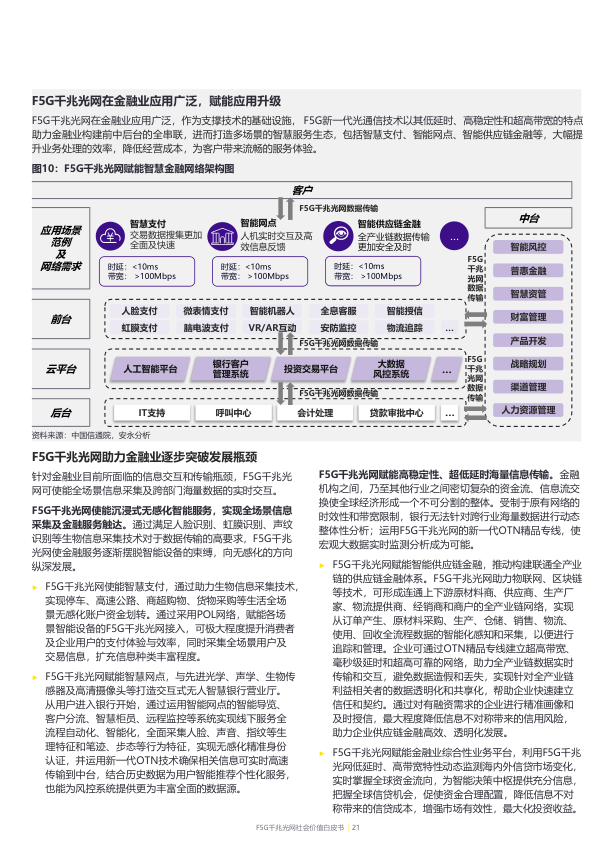 F5G千兆光网在金融业应用广泛，赋能应用升级
F5G千兆光网在金融业应用广泛，作为支撑技术的基础设施， F5G新一代光通信技术以其低延时、高稳定性和超高带宽的特点
助力金融业构建前中后台的全串联，进而打造多场景的智慧服务生态，包括智慧支付、智能网点、智能供应链金融等，大幅提
升业务处理的效率，降低经营成本，为客户带来流畅的服务体验。
图10：F5G千兆光网赋能智慧金融网络架构图
客户
F5G千兆光网数据传输
应用场景
范例
及
网络需求
智慧支付
交易数据搜集更加
全面及快速
时延：<10ms
带宽： >100Mbps
智能网点
人机实时交互及高
效信息反馈
时延：<10ms
带宽： >100Mbps
智能供应链金融
全产业链数据传输
更加安全及时
时延：<10ms
带宽： >100Mbps
...
F5G
千兆
光网
数据
传输
中台
智能风控
普惠金融
智慧资管
财富管理
产品开发
战略规划
渠道管理
人力资源管理
前台
人脸支付 微表情支付 智能机器人 全息客服 智能授信
虹膜支付 脑电波支付 VR/AR互动 安防监控 物流追踪 ...
F5G千兆光网数据传输
云平台
人工智能平台
银行客户
管理系统
投资交易平台
大数据
风控系统
...
F5G
千兆
光网
数据
传输
F5G千兆光网数据传输
后台
IT支持 呼叫中心 会计处理 贷款审批中心 ...
资料来源：中国信通院，安永分析
F5G千兆光网助力金融业逐步突破发展瓶颈
针对金融业目前所面临的信息交互和传输瓶颈，F5G千兆光
网可使能全场景信息采集及跨部门海量数据的实时交互。
F5G千兆光网使能沉浸式无感化智能服务，实现全场景信息
采集及金融服务触达。通过满足人脸识别、虹膜识别、声纹
识别等生物信息采集技术对于数据传输的高要求，F5G千兆
光网使金融服务逐渐摆脱智能设备的束缚，向无感化的方向
纵深发展。
► F5G千兆光网使能智慧支付，通过助力生物信息采集技术，
实现停车、高速公路、商超购物、货物采购等生活全场
景无感化账户资金划转。通过采用POL网络，赋能各场
景智能设备的F5G千兆光网接入，可极大程度提升消费者
及企业用户的支付体验与效率，同时采集全场景用户及
交易信息，扩充信息种类丰富程度。
► F5G千兆光网赋能智慧网点，与先进光学、声学、生物传
感器及高清摄像头等打造交互式无人智慧银行营业厅。
从用户进入银行开始，通过运用智能网点的智能导览、
客户分流、智慧柜员、远程监控等系统实现线下服务全
流程自动化、智能化，全面采集人脸、声音、指纹等生
理特征和笔迹、步态等行为特征，实现无感化精准身份
认证，并运用新一代OTN技术确保相关信息可实时高速
传输到中台，结合历史数据为用户智能推荐个性化服务，
也能为风控系统提供更为丰富全面的数据源。
F5G千兆光网赋能高稳定性、超低延时海量信息传输。金融
机构之间，乃至其他行业之间密切复杂的资金流、信息流交
换使全球经济形成一个不可分割的整体。受制于原有网络的
时效性和带宽限制，银行无法针对跨行业海量数据进行动态
整体性分析；运用F5G千兆光网的新一代OTN精品专线，使
宏观大数据实时监测分析成为可能。
► F5G千兆光网赋能智能供应链金融，推动构建联通全产业
链的供应链金融体系。F5G千兆光网助力物联网、区块链
等技术，可形成连通上下游原材料商、供应商、生产厂
家、物流提供商、经销商和商户的全产业链网络，实现
从订单产生、原材料采购、生产、仓储、销售、物流、
使用、回收全流程数据的智能化感知和采集，以便进行
追踪和管理。企业可通过OTN精品专线建立超高带宽、
毫秒级延时和超高可靠的网络，助力全产业链数据实时
传输和交互，避免数据造假和丢失，实现针对全产业链
利益相关者的数据透明化和共享化，帮助企业快速建立
信任和契约。通过对有融资需求的企业进行精准画像和
及时授信，最大程度降低信息不对称带来的信用风险，
助力企业供应链金融高效、透明化发展。
► F5G千兆光网赋能金融业综合性业务平台，利用F5G千兆光
网低延时、高带宽特性动态监测海内外信贷市场变化，
实时掌握全球资金流向，为智能决策中枢提供充分信息，
把握全球信贷机会，促使资金合理配置，降低信息不对
称带来的信贷成本，增强市场有效性，最大化投资收益。
F5G千兆光网社会价值白皮书 | 21